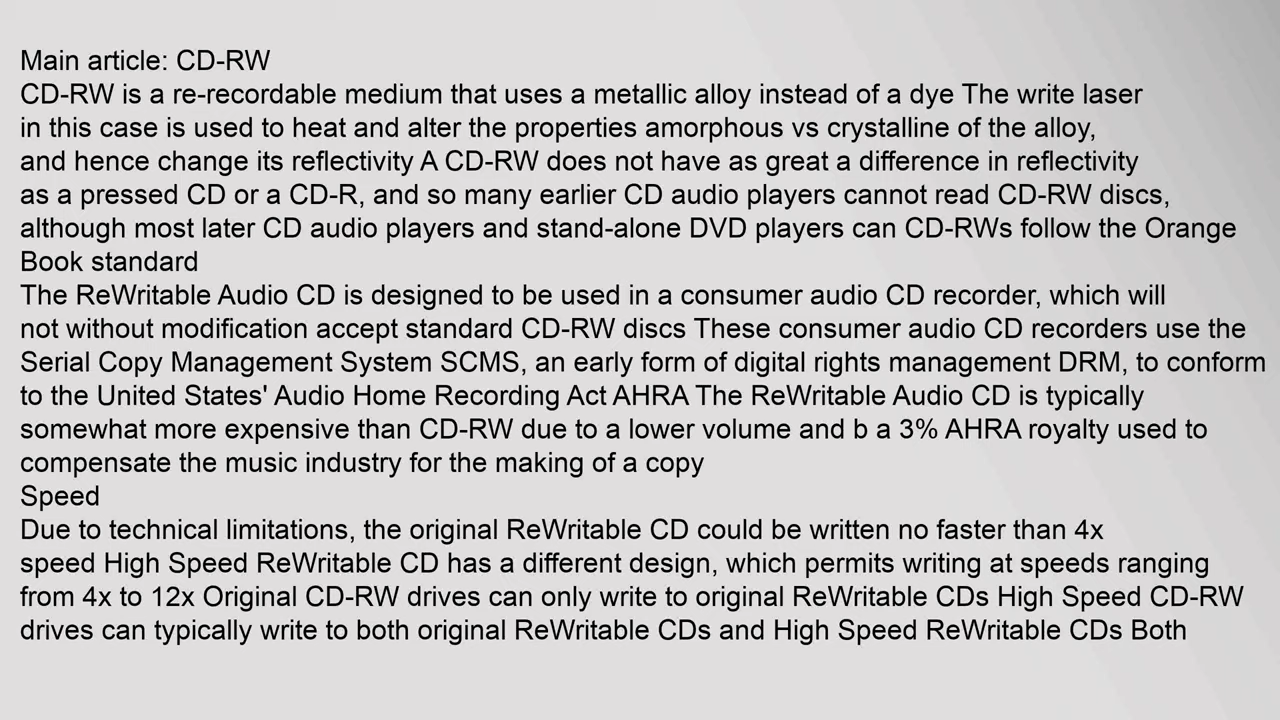 Main article: CD-RW
CD-RW is a re-recordable medium that uses a metallic alloy instead of a dye The write laser
in this case is used to heat and alter the properties amorphous vs crystalline of the alloy,
and hence change its reflectivity A CD-RW does not have as great a difference in reflectivity
as a pressed CD or a CD-R, and so many earlier CD audio players cannot read CD-RW discs,
although most later CD audio players and stand-alone DVD players can CD-RWs follow the Orange
Book standard
The ReWritable Audio CD is designed to be used in a consumer audio CD recorder, which will
not without modification accept standard CD-RW discs These consumer audio CD recorders use the
Serial Copy Management System SCMS, an early form of digital rights management DRM, to conform
to the United States' Audio Home Recording Act AHRA The ReWritable Audio CD is typically
somewhat more expensive than CD-RW due to a lower volume and b a 3% AHRA royalty used to
compensate the music industry for the making of a copy
Speed
Due to technical limitations, the original ReWritable CD could be written no faster than 4x
speed High Speed ReWritable CD has a different design, which permits writing at speeds ranging
from 4x to 12x Original CD-RW drives can only write to original ReWritable CDs High Speed CD-RW
drives can typically write to both original ReWritable CDs and High Speed ReWritable CDs Both